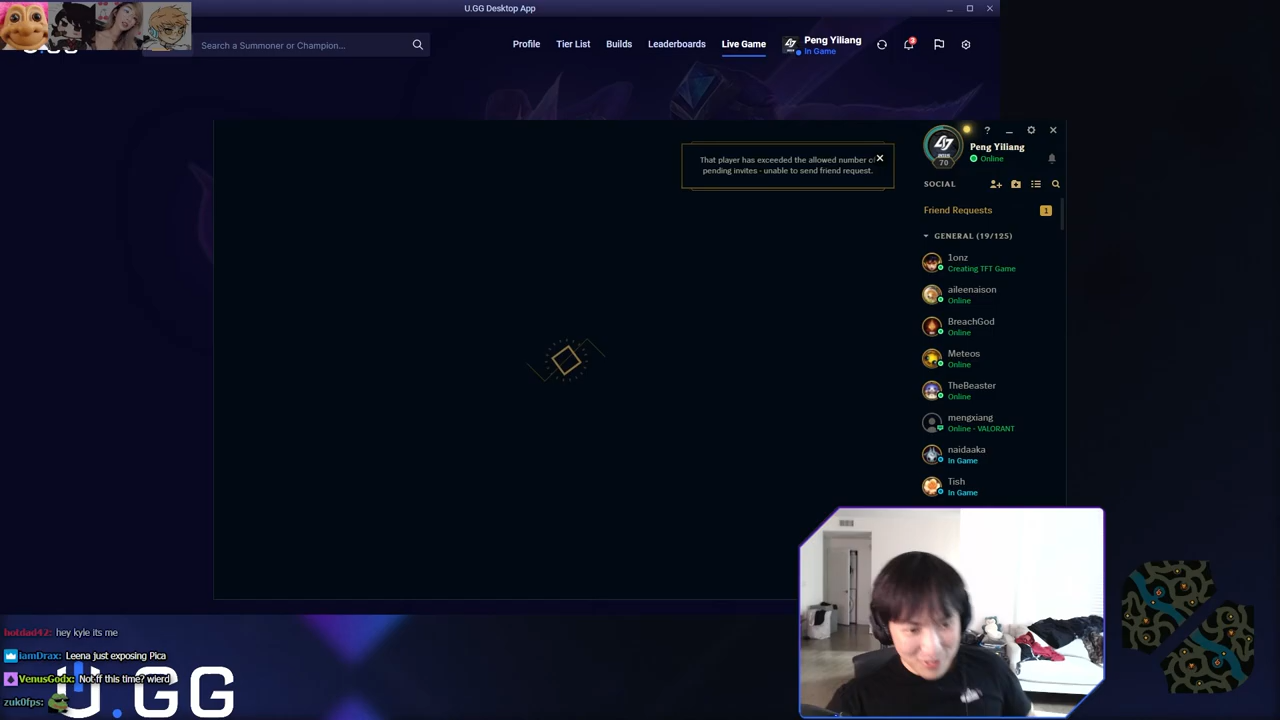 U.GG Desktop App
Search a Summoner or Champion...
Profile
Tier List
Builds
Leaderboards
Live Game
Peng Yiliang
In Game
3
That player has exceeded the allowed number of
pending invites - unable to send friend request.
?
Peng Yiliang
Online
70
SOCIAL
Friend Requests
1
GENERAL (19/125)
1onz
Creating TFT Game
aileenaison
Online
BreachGod
Online
Meteos
Online
TheBeaster
Online
mengxiang
Online - VALORANT
naidaaka
In Game
Tish
In Game
hotdad42: hey kyle its me
iamDrax: Leena just exposing Pica
VenusGodx: Not ff this time? wierd
zuk0fps:
U.GG